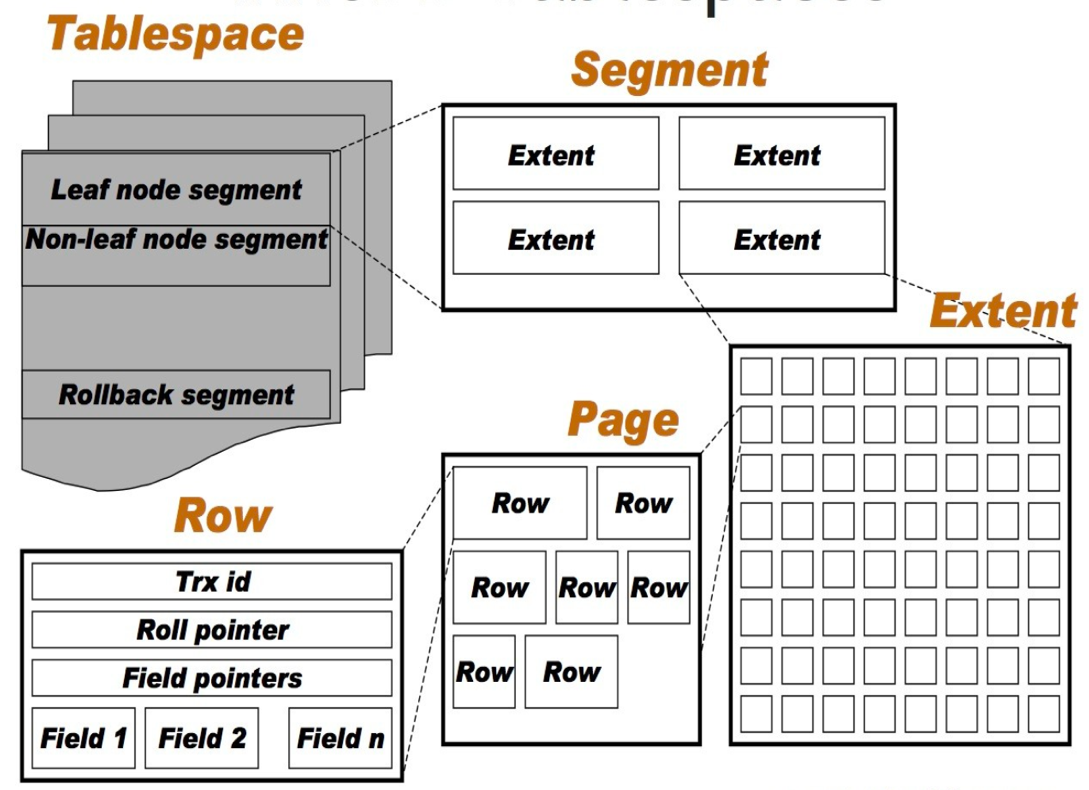 Tablespace
Leaf node segment
Non-leaf node segment
Rollback segment
Segment
Extent Extent
Extent Extent
Extent
Page
Row Row
Row Row Row
Row Row
Row
Trx id
Roll pointer
Field pointers
Field 1 Field 2 Field n